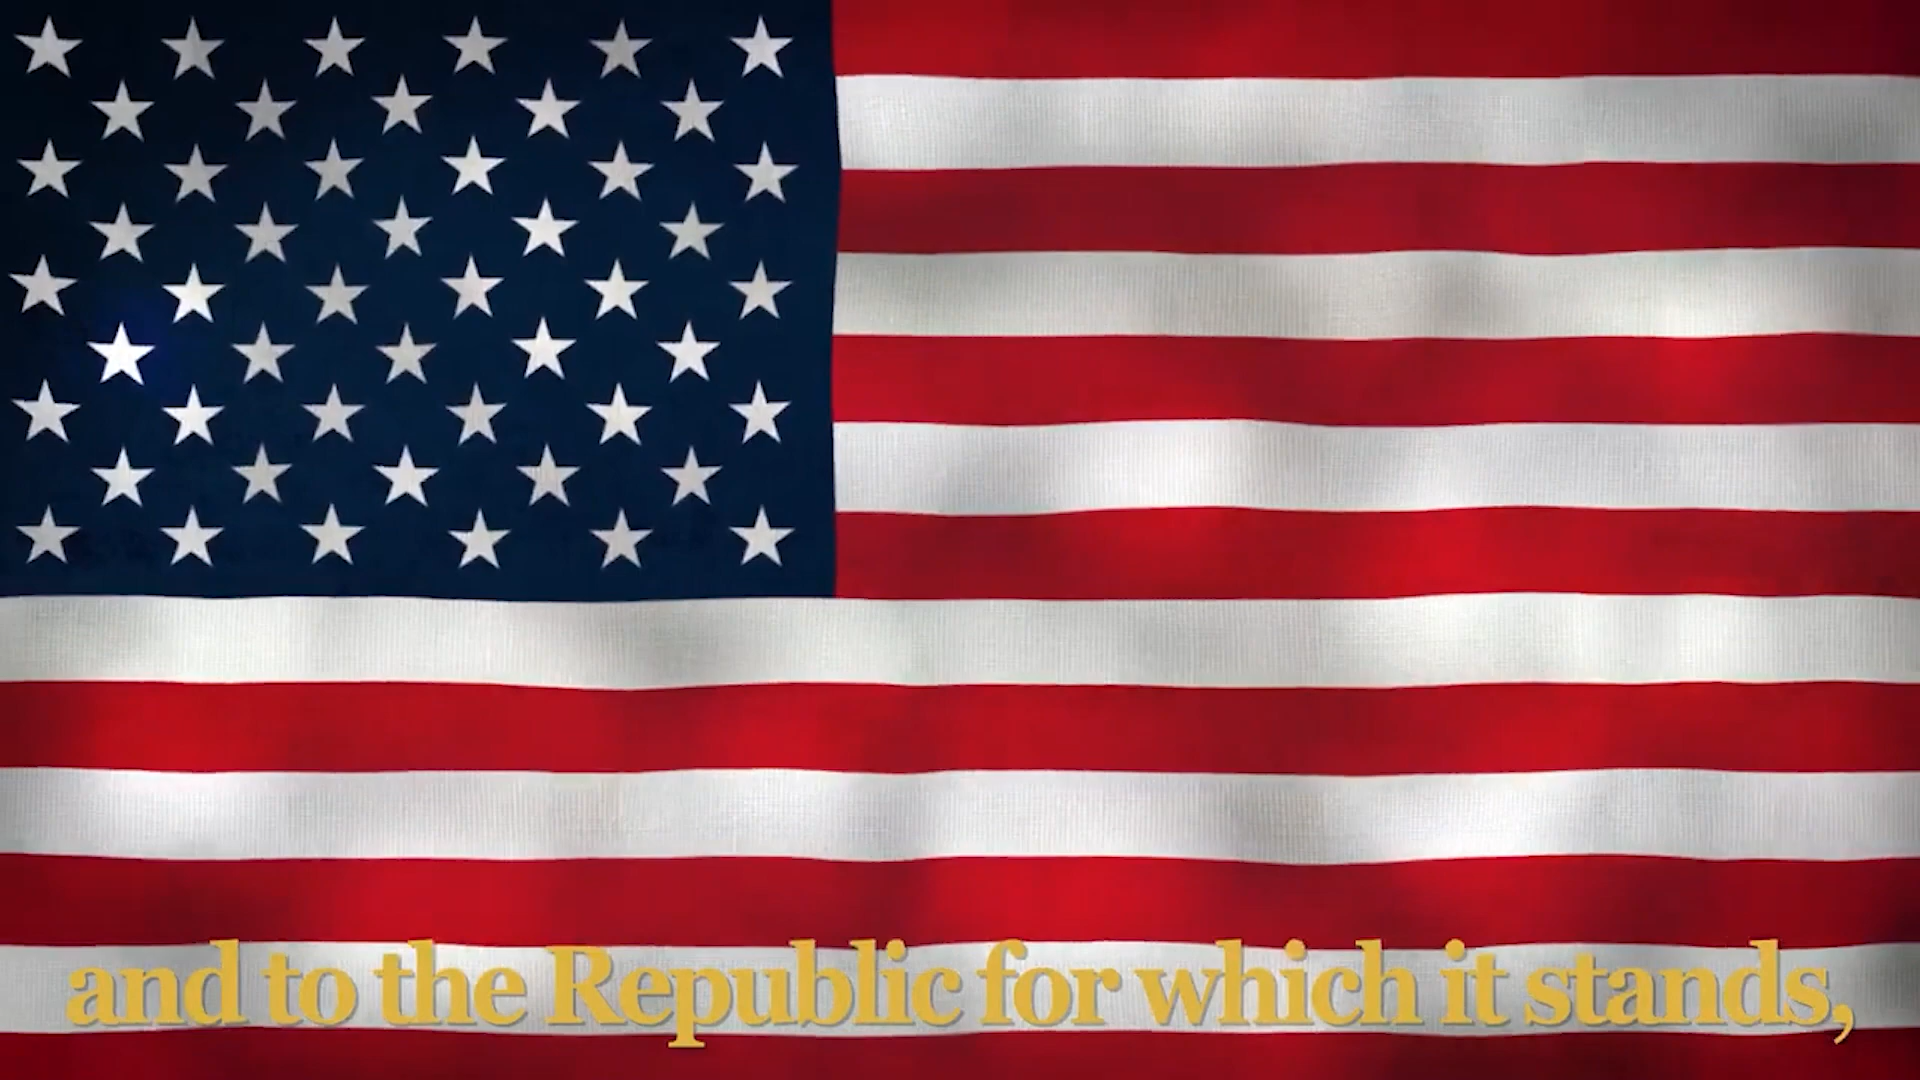 and to the Republic for which it stands,